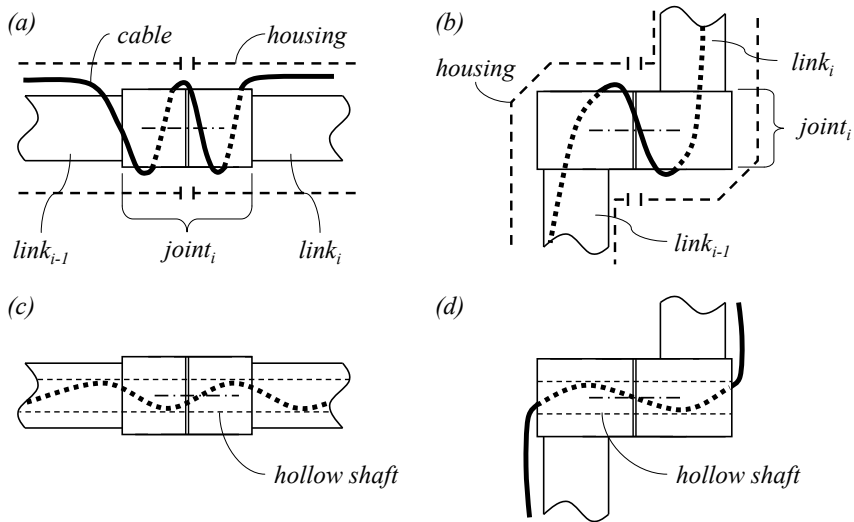 (a)
cable
housing
link_{i-1}
joint_i
link_i
(b)
housing
link_i
joint_i
link_{i-1}
(c)
hollow shaft
(d)
hollow shaft